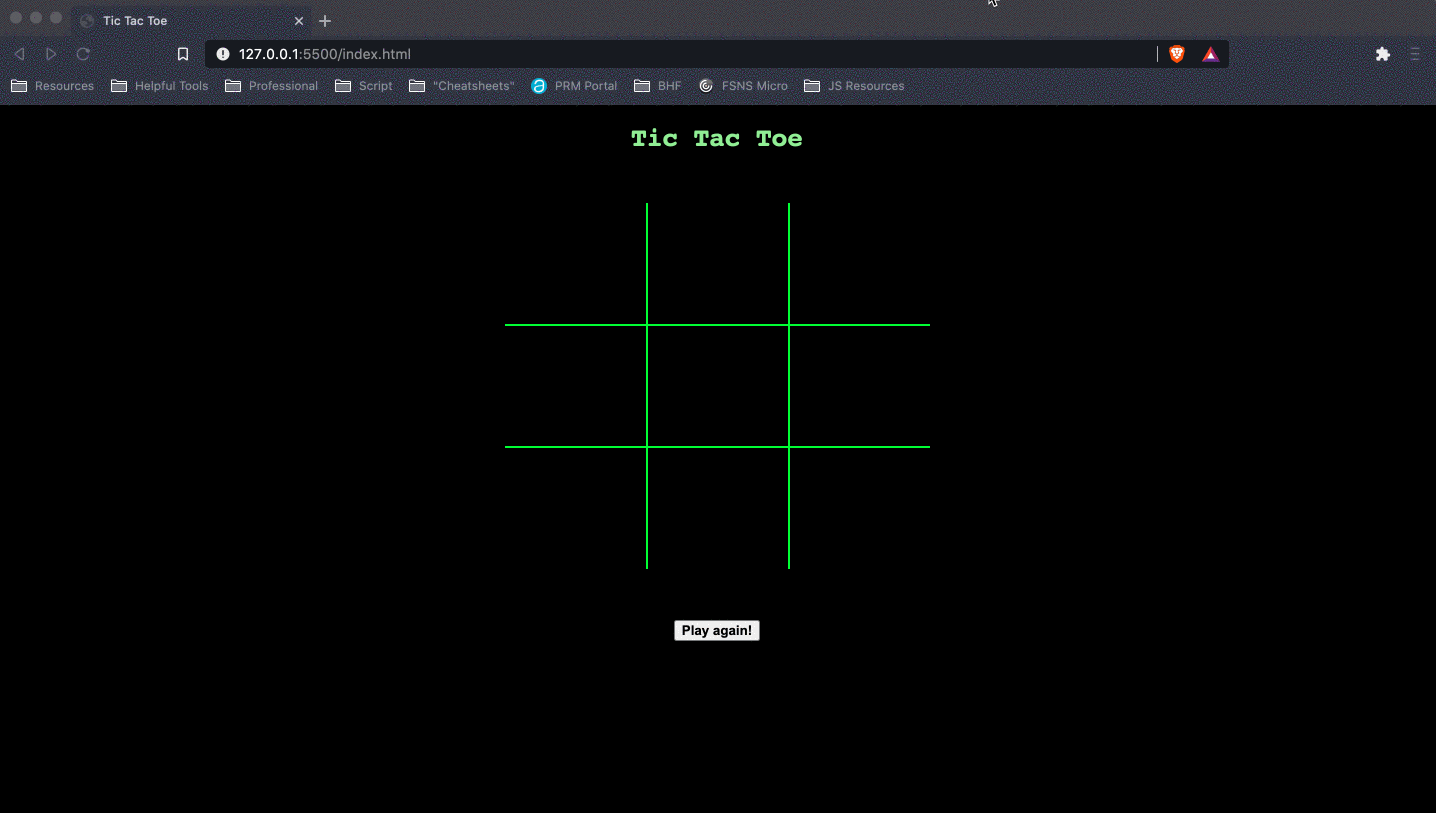 Tic Tac Toe
127.0.0.1:5500/index.html
Resources Helpful Tools Professional Script "Cheatsheets" PRM Portal BHF FSNS Micro JS Resources
Tic Tac Toe
Play again!